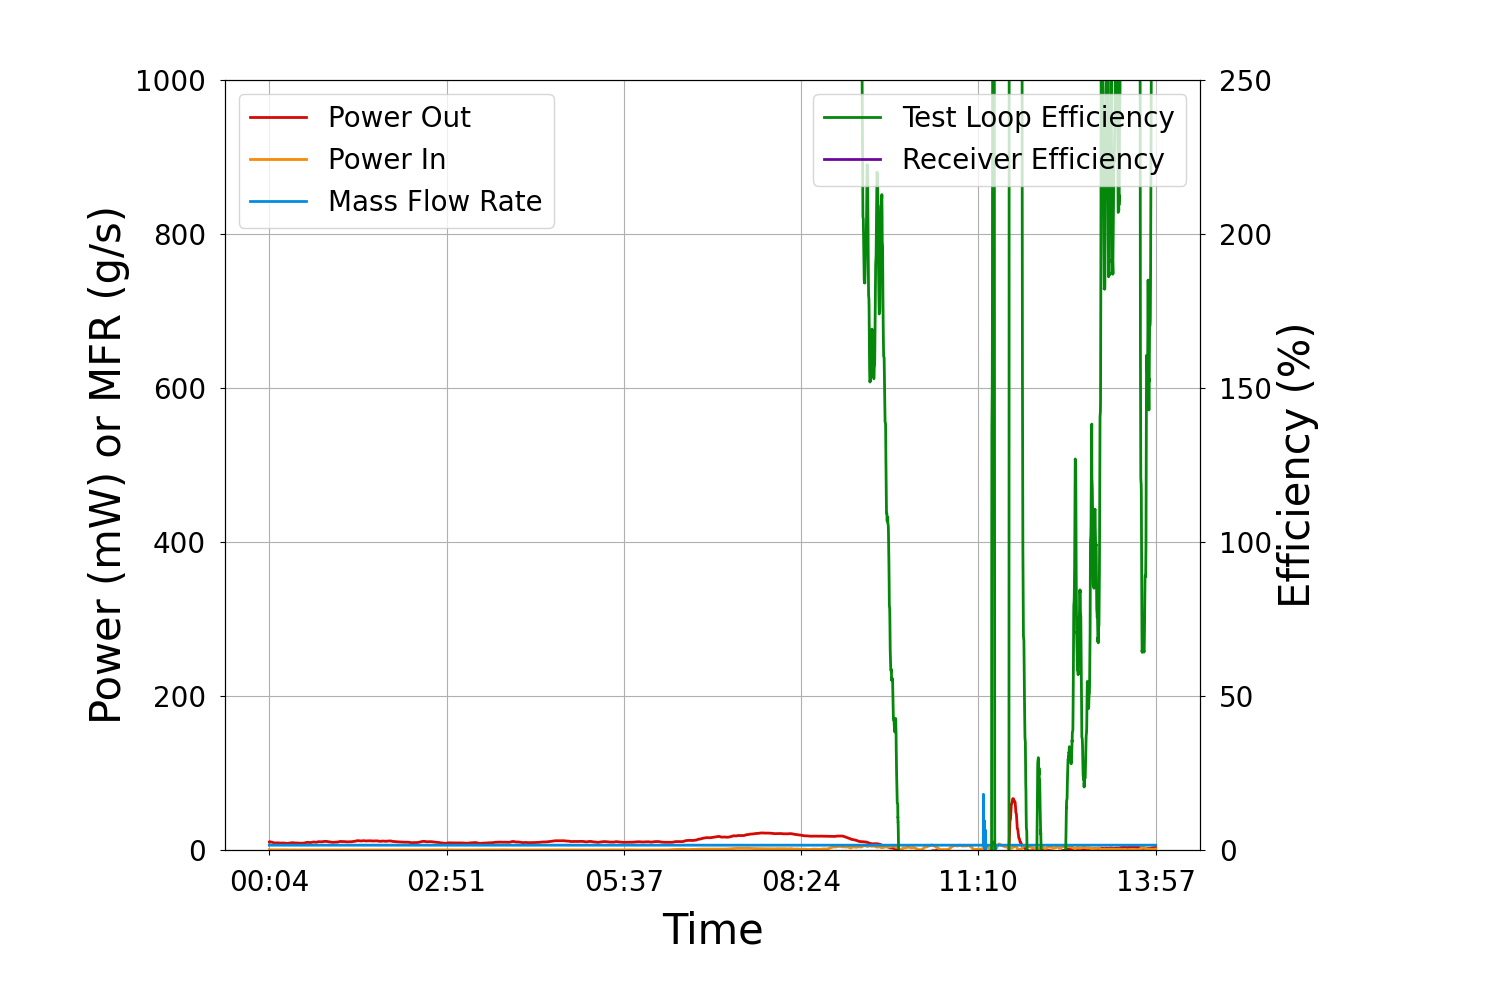 1000
800
600
400
200
0
Power (mW) or MFR (g/s)
Power Out
Power In
Mass Flow Rate
Test Loop Efficiency
Receiver Efficiency
250
200
150
100
50
0
Efficiency (%)
00:04 02:51 05:37 08:24 11:10 13:57
Time